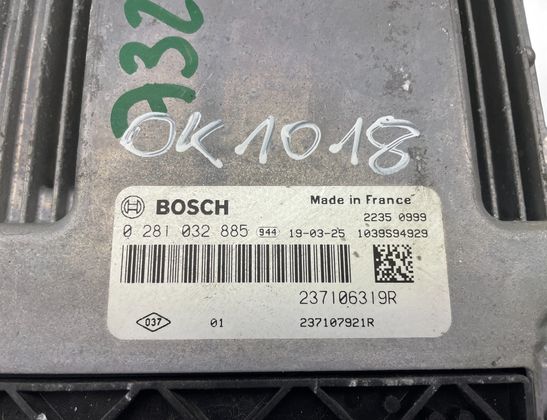 A32
OK1018
BOSCH Made in France
2235 0999
0 281 032 885 944 19-03-25 1039S94929
237106319R
037 01 237107921R